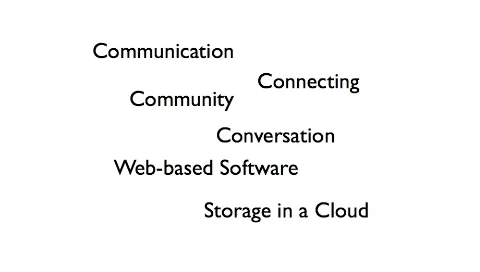 Communication
Connecting
Community
Conversation
Web-based Software
Storage in a Cloud